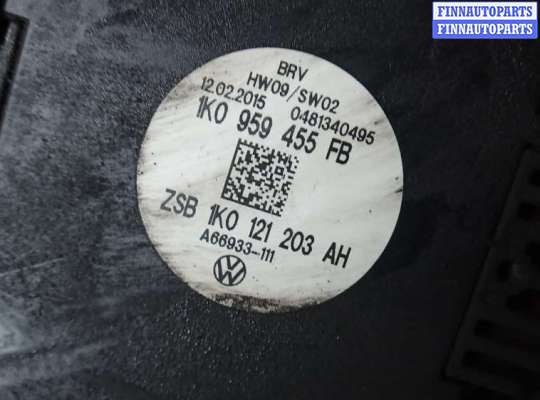 FINNAUTOPARTS
FINNAUTOPARTS
BRV
HW09/SW02
12.02.2015 0481340495
1K0 959 455 FB
ZSB 1K0 121 203 AH
A66933-111